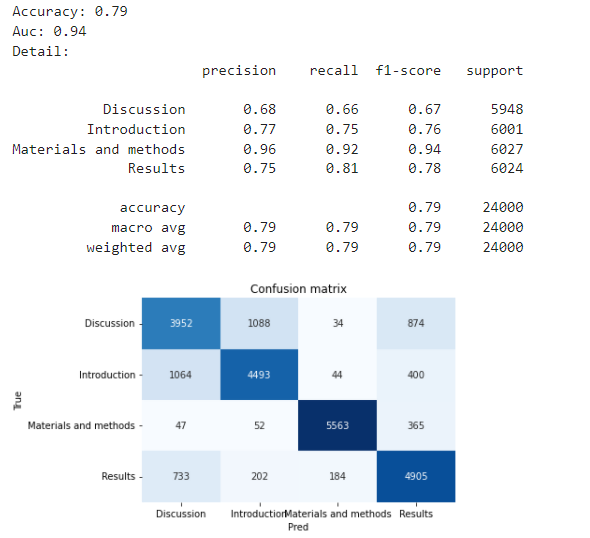 Accuracy: 0.79
Auc: 0.94
Detail:
precision recall f1-score support
Discussion 0.68 0.66 0.67 5948
Introduction 0.77 0.75 0.76 6001
Materials and methods 0.96 0.92 0.94 6027
Results 0.75 0.81 0.78 6024
accuracy 0.79 24000
macro avg 0.79 0.79 0.79 24000
weighted avg 0.79 0.79 0.79 24000
Confusion matrix
Discussion 3952 1088 34 874
Introduction 1064 4493 44 400
True
Materials and methods 47 52 5563 365
Results 733 202 184 4905
Discussion Introduction Materials and methods Results
Pred